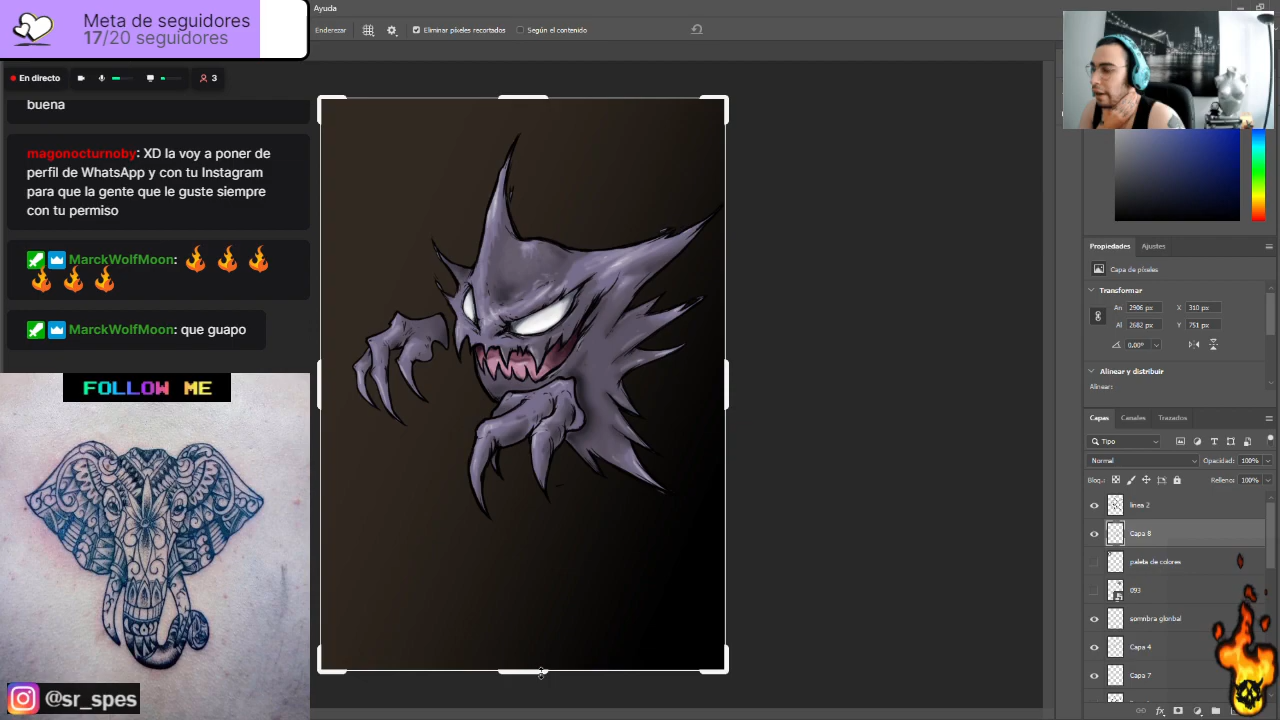 Meta de seguidores
17/20 seguidores
En directo
3
buena
magonocturnoby: XD la voy a poner de
perfil de WhatsApp y con tu Instagram
para que la gente que le guste siempre
con tu permiso
MarckWolfMoon:
MarckWolfMoon: que guapo
FOLLOW ME
@sr_spes
Ayuda
Enderezar
Eliminar píxeles recortados
Según el contenido
Propiedades
Ajustes
Capa de píxeles
Transformar
An: 2906 px
X: 310 px
Al: 2682 px
Y: 751 px
0,00°
Alinear y distribuir
Alinear:
Capas
Canales
Trazados
Tipo
Normal
Opacidad: 100%
Bloq.:
Relleno: 100%
linea 2
Capa 8
paleta de colores
093
somnbra glonbal
Capa 4
Capa 7
fx